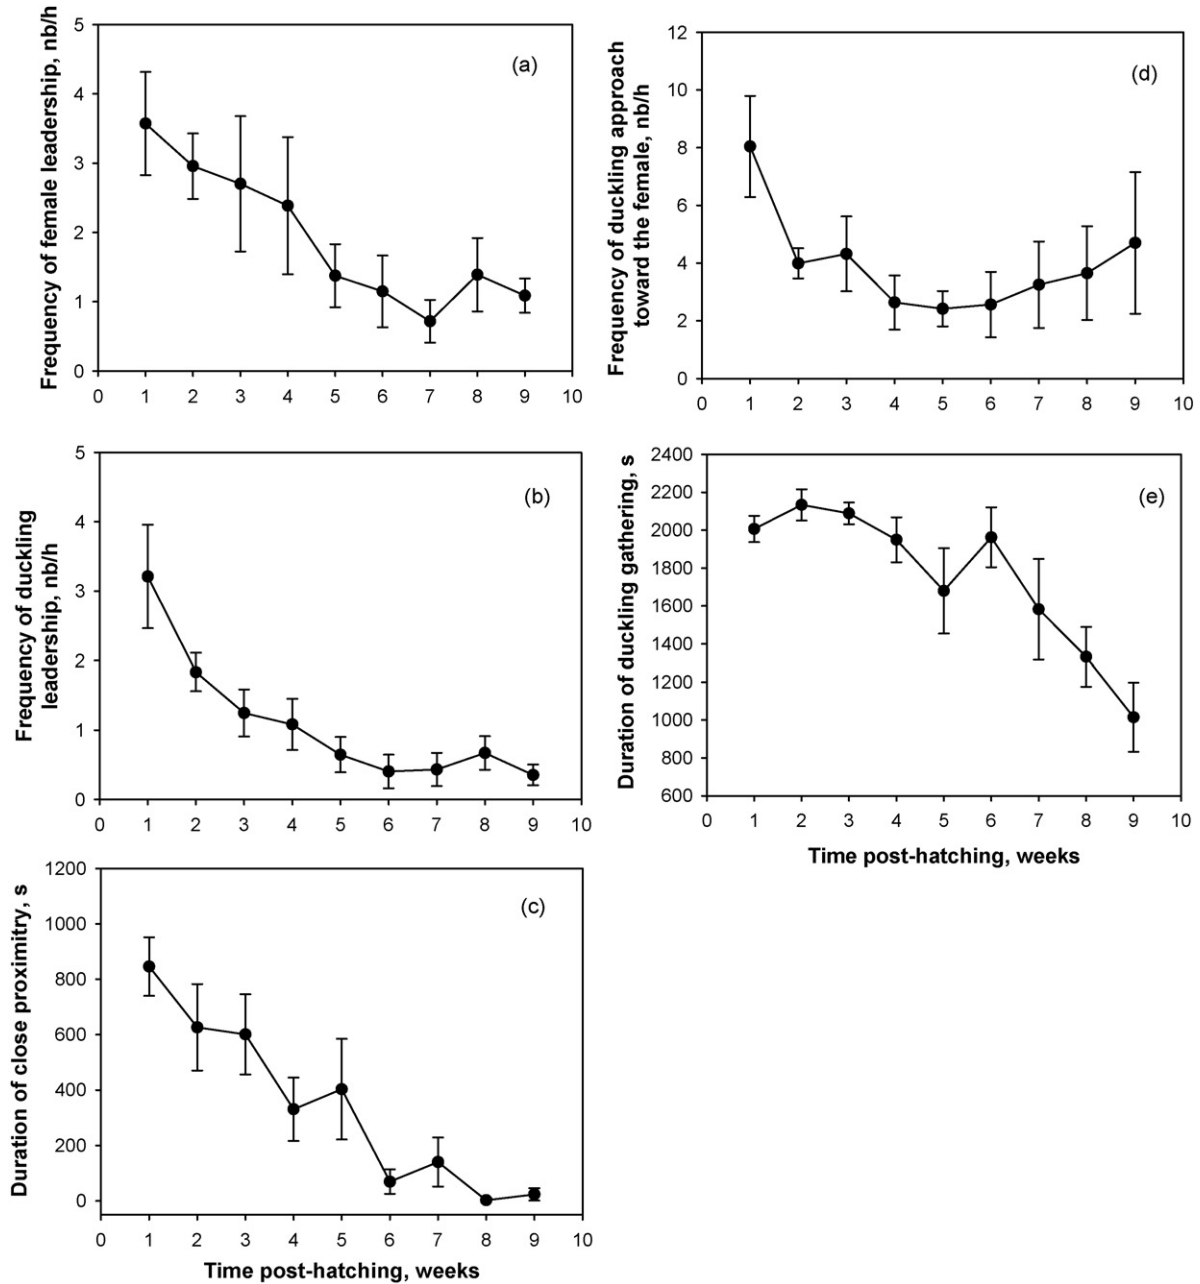 Frequency of female leadership, nb/h
5
4
3
2
1
0
(a)
0 1 2 3 4 5 6 7 8 9 10
Frequency of duckling approach
toward the female, nb/h
12
10
8
6
4
2
0
(d)
0 1 2 3 4 5 6 7 8 9 10
Frequency of duckling
leadership, nb/h
5
4
3
2
1
0
(b)
0 1 2 3 4 5 6 7 8 9 10
Duration of duckling gathering, s
2400
2200
2000
1800
1600
1400
1200
1000
800
600
(e)
0 1 2 3 4 5 6 7 8 9 10
Time post-hatching, weeks
Duration of close proximitry, s
1200
1000
800
600
400
200
0
(c)
0 1 2 3 4 5 6 7 8 9 10
Time post-hatching, weeks